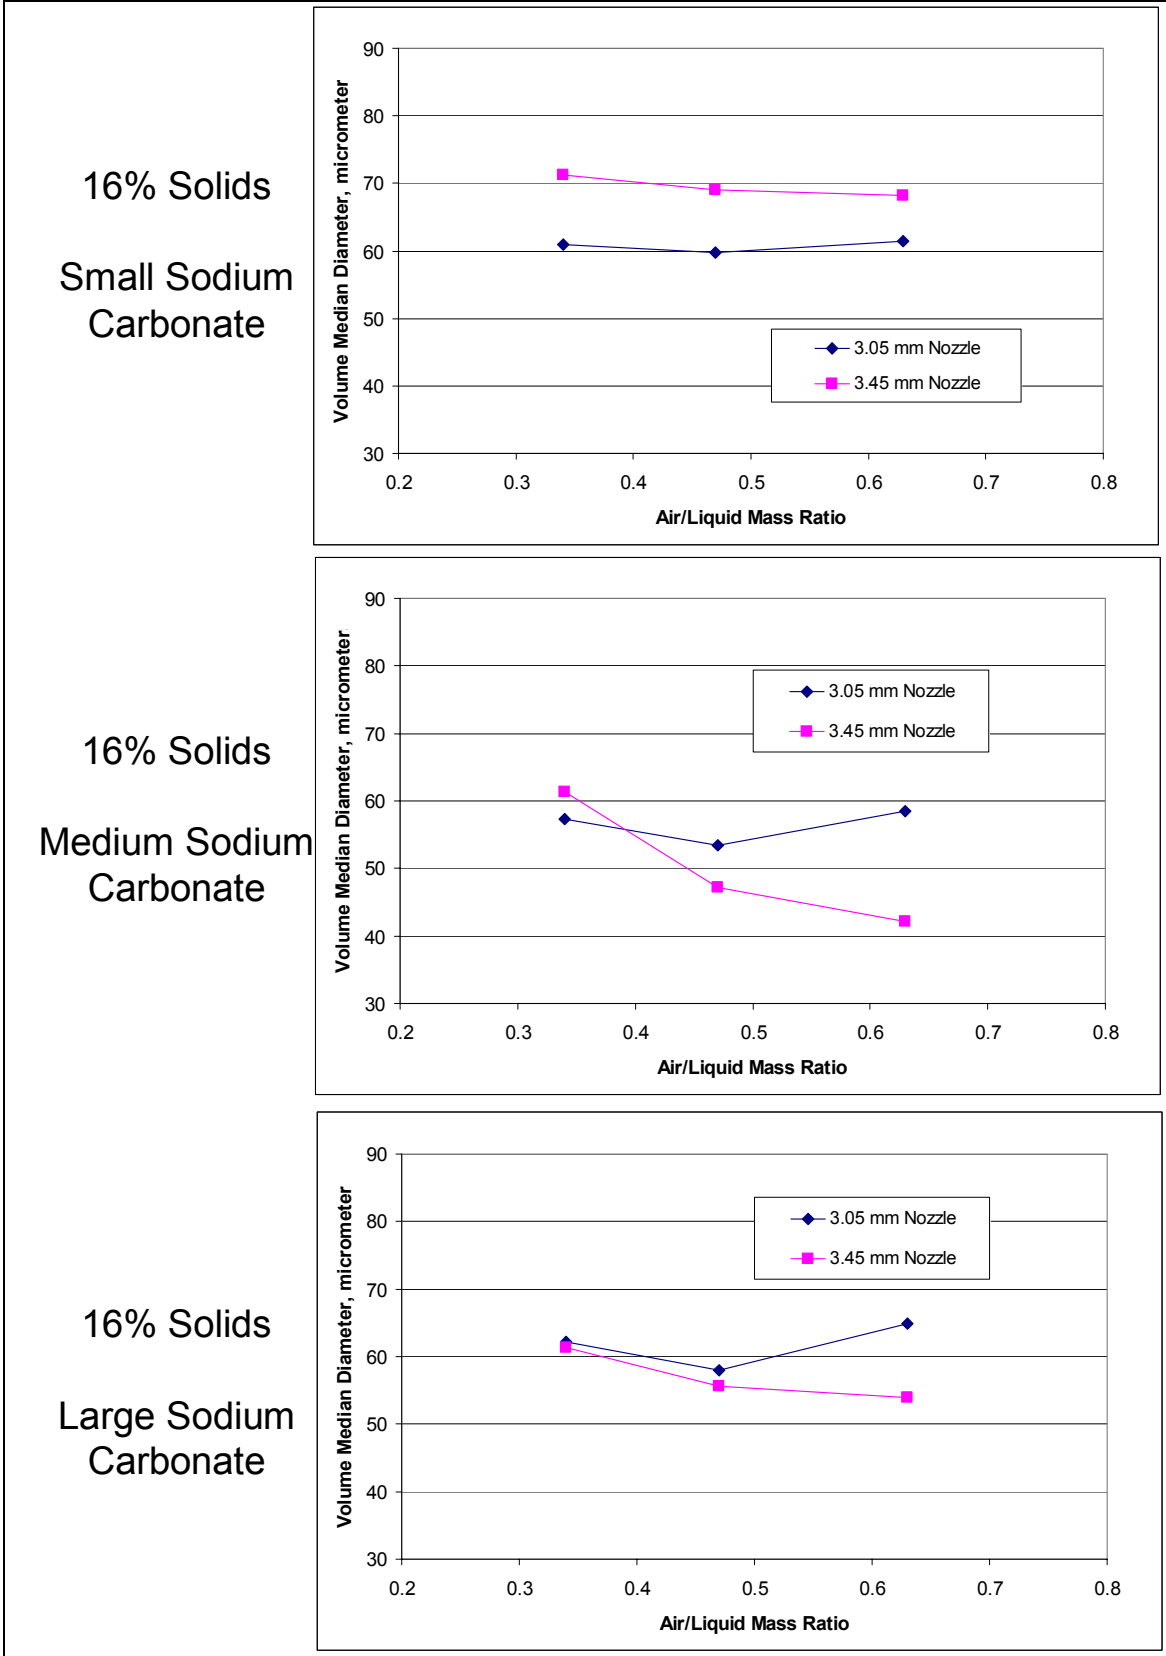 16% Solids
Small Sodium
Carbonate
Volume Median Diameter, micrometer
90
80
70
60
50
40
30
3.05 mm Nozzle
3.45 mm Nozzle
0.2 0.3 0.4 0.5 0.6 0.7 0.8
Air/Liquid Mass Ratio
16% Solids
Medium Sodium
Carbonate
Volume Median Diameter, micrometer
90
80
70
60
50
40
30
3.05 mm Nozzle
3.45 mm Nozzle
0.2 0.3 0.4 0.5 0.6 0.7 0.8
Air/Liquid Mass Ratio
16% Solids
Large Sodium
Carbonate
Volume Median Diameter, micrometer
90
80
70
60
50
40
30
3.05 mm Nozzle
3.45 mm Nozzle
0.2 0.3 0.4 0.5 0.6 0.7 0.8
Air/Liquid Mass Ratio